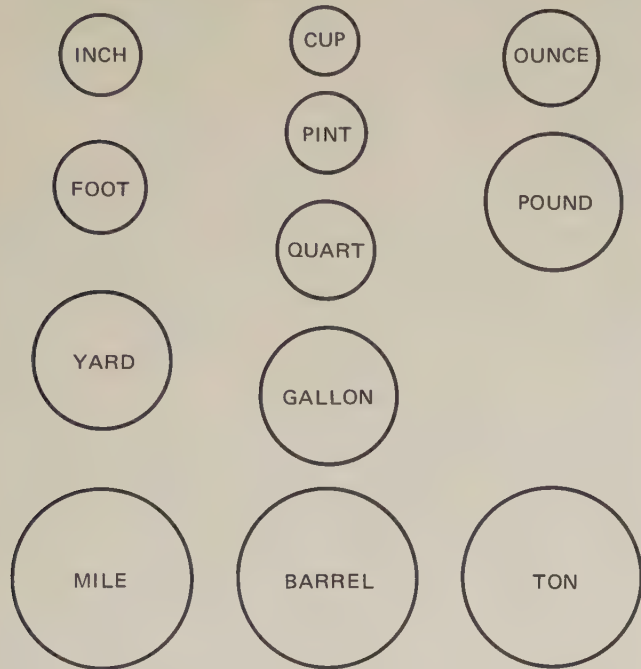 INCH
FOOT
YARD
MILE
CUP
PINT
QUART
GALLON
BARREL
OUNCE
POUND
TON